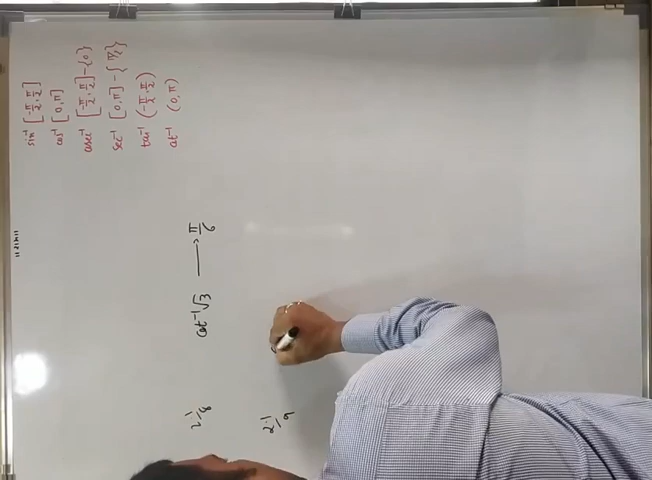 sin⁻¹ [-π/2, π/2]
cos⁻¹ [0, π]
cosec⁻¹ [-π/2, π/2] - {0}
sec⁻¹ [0, π] - {π/2}
tan⁻¹ (-π/2, π/2)
cot⁻¹ (0, π)
cot⁻¹√3 → π/6